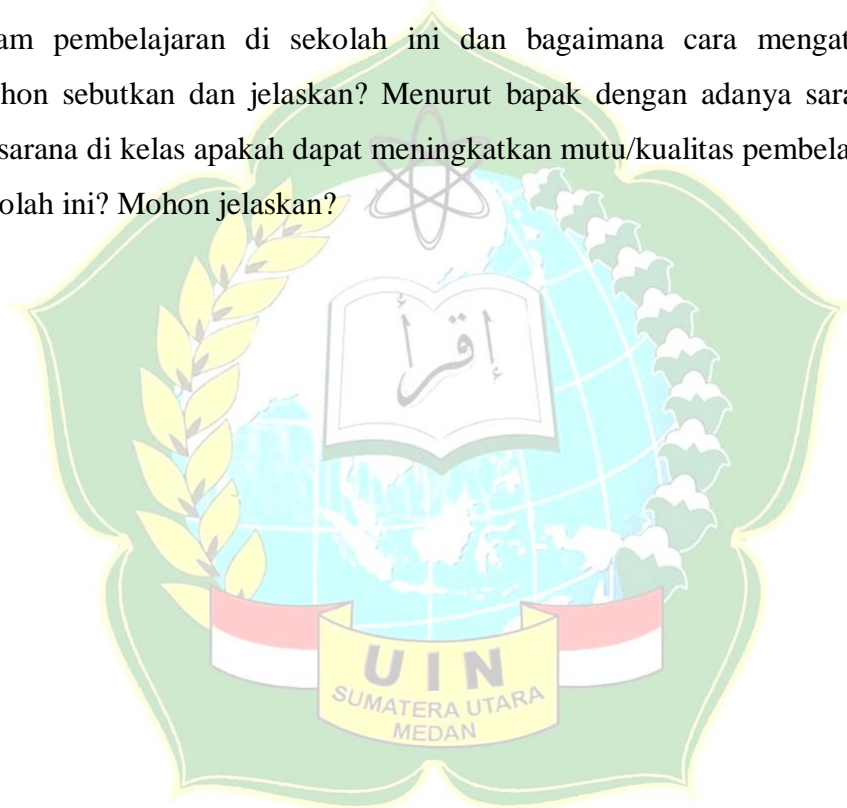 am pembelajaran di sekolah ini dan bagaimana cara mengat
hon sebutkan dan jelaskan? Menurut bapak dengan adanya sara
sarana di kelas apakah dapat meningkatkan mutu/kualitas pembela
olah ini? Mohon jelaskan?
إقرأ
UIN
SUMATERA UTARA
MEDAN